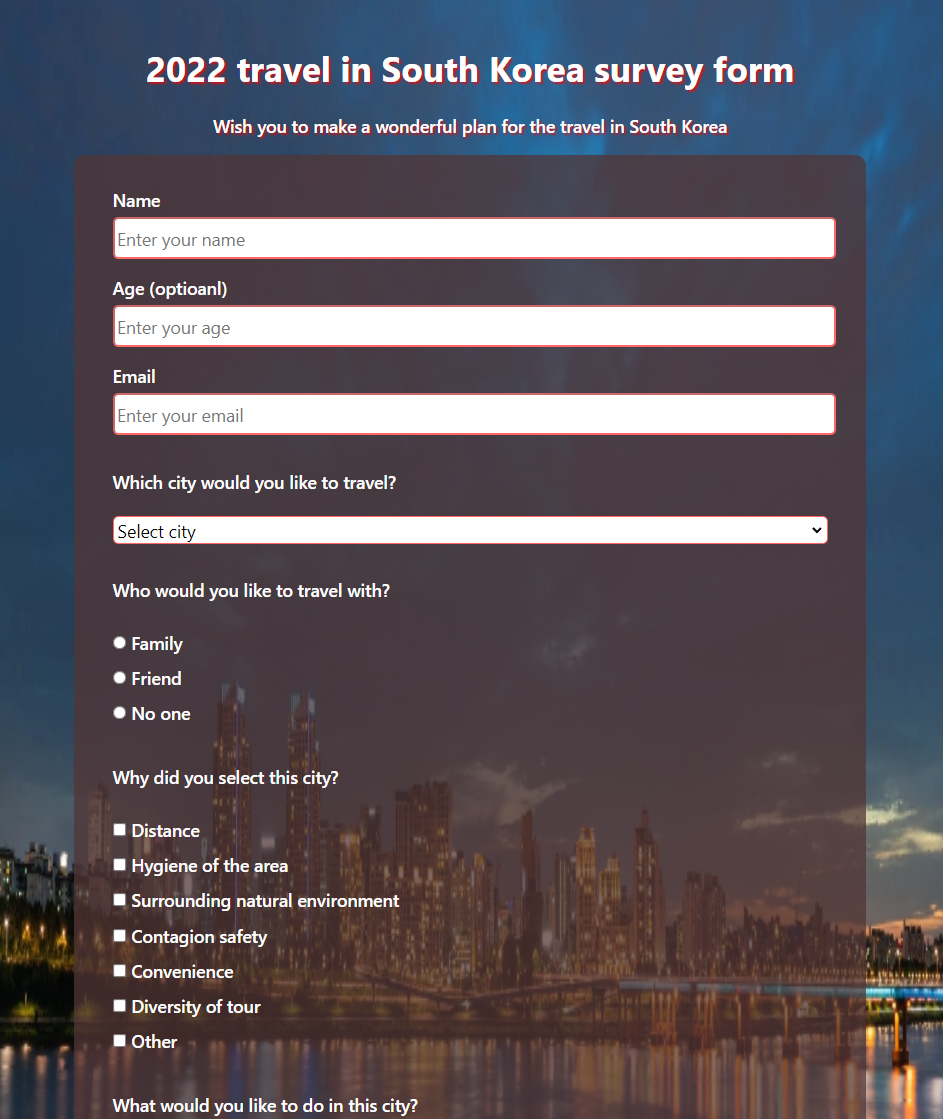 2022 travel in South Korea survey form
Wish you to make a wonderful plan for the travel in South Korea
Name
Enter your name
Age (optioanl)
Enter your age
Email
Enter your email
Which city would you like to travel?
Select city
Who would you like to travel with?
Family
Friend
No one
Why did you select this city?
Distance
Hygiene of the area
Surrounding natural environment
Contagion safety
Convenience
Diversity of tour
Other
What would you like to do in this city?